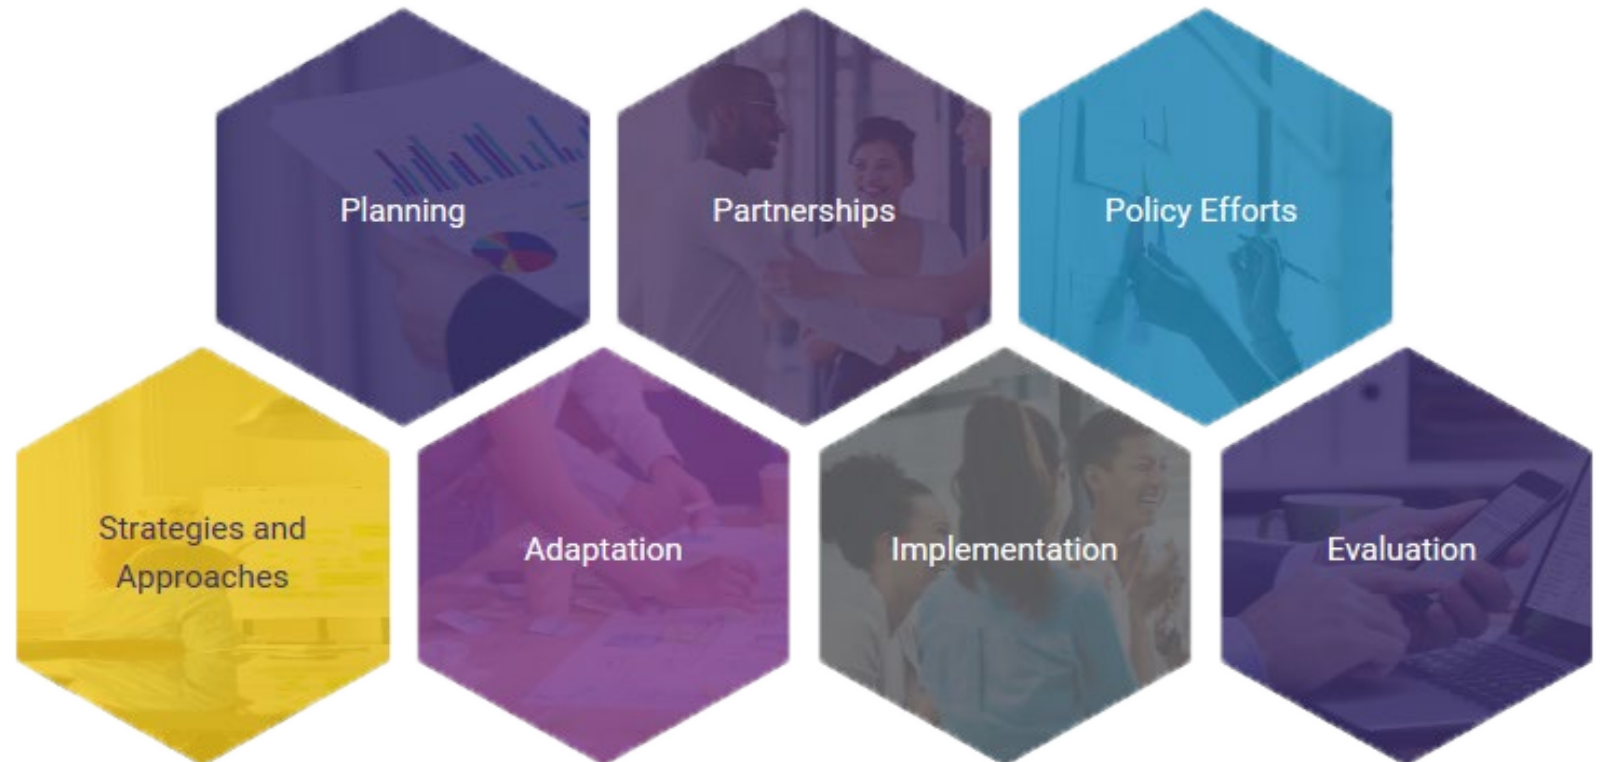 Planning
Partnerships
Policy Efforts
Strategies and
Approaches
Adaptation
Implementation
Evaluation